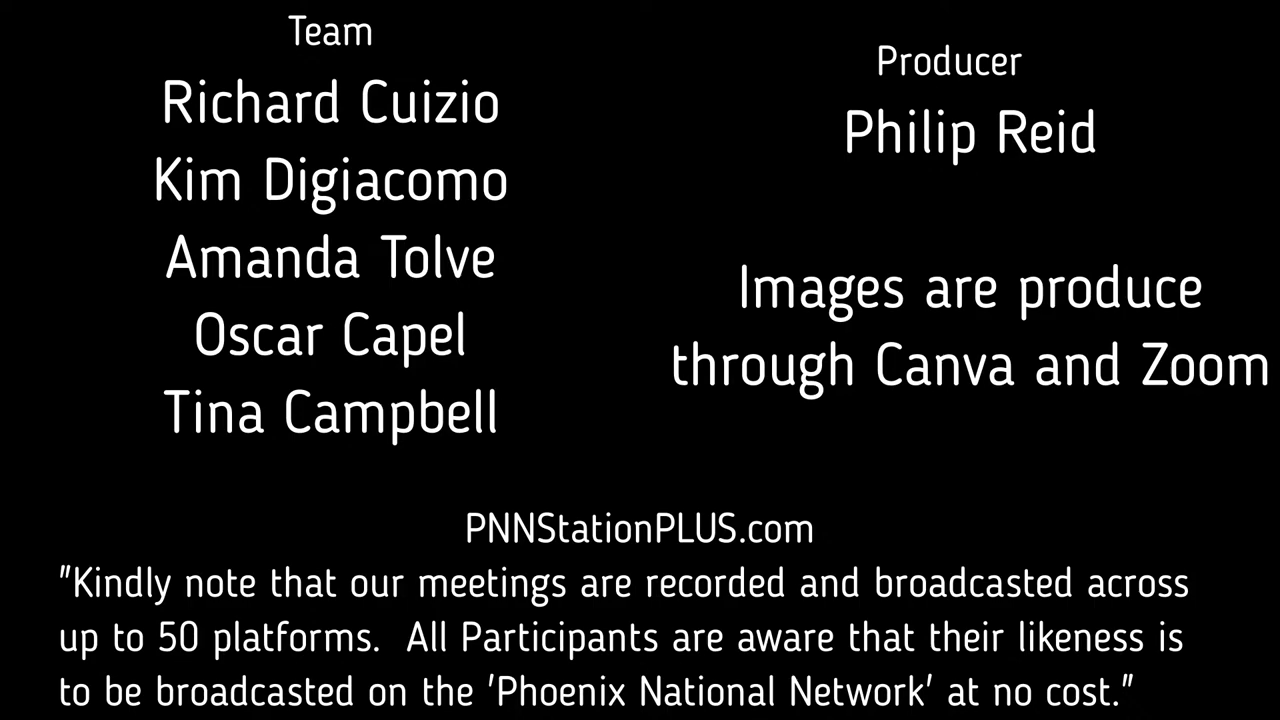 Team
Richard Cuizio
Kim Digiacomo
Amanda Tolve
Oscar Capel
Tina Campbell
Producer
Philip Reid
Images are produce
through Canva and Zoom
PNNStationPLUS.com
"Kindly note that our meetings are recorded and broadcasted across
up to 50 platforms.  All Participants are aware that their likeness is
to be broadcasted on the 'Phoenix National Network' at no cost."